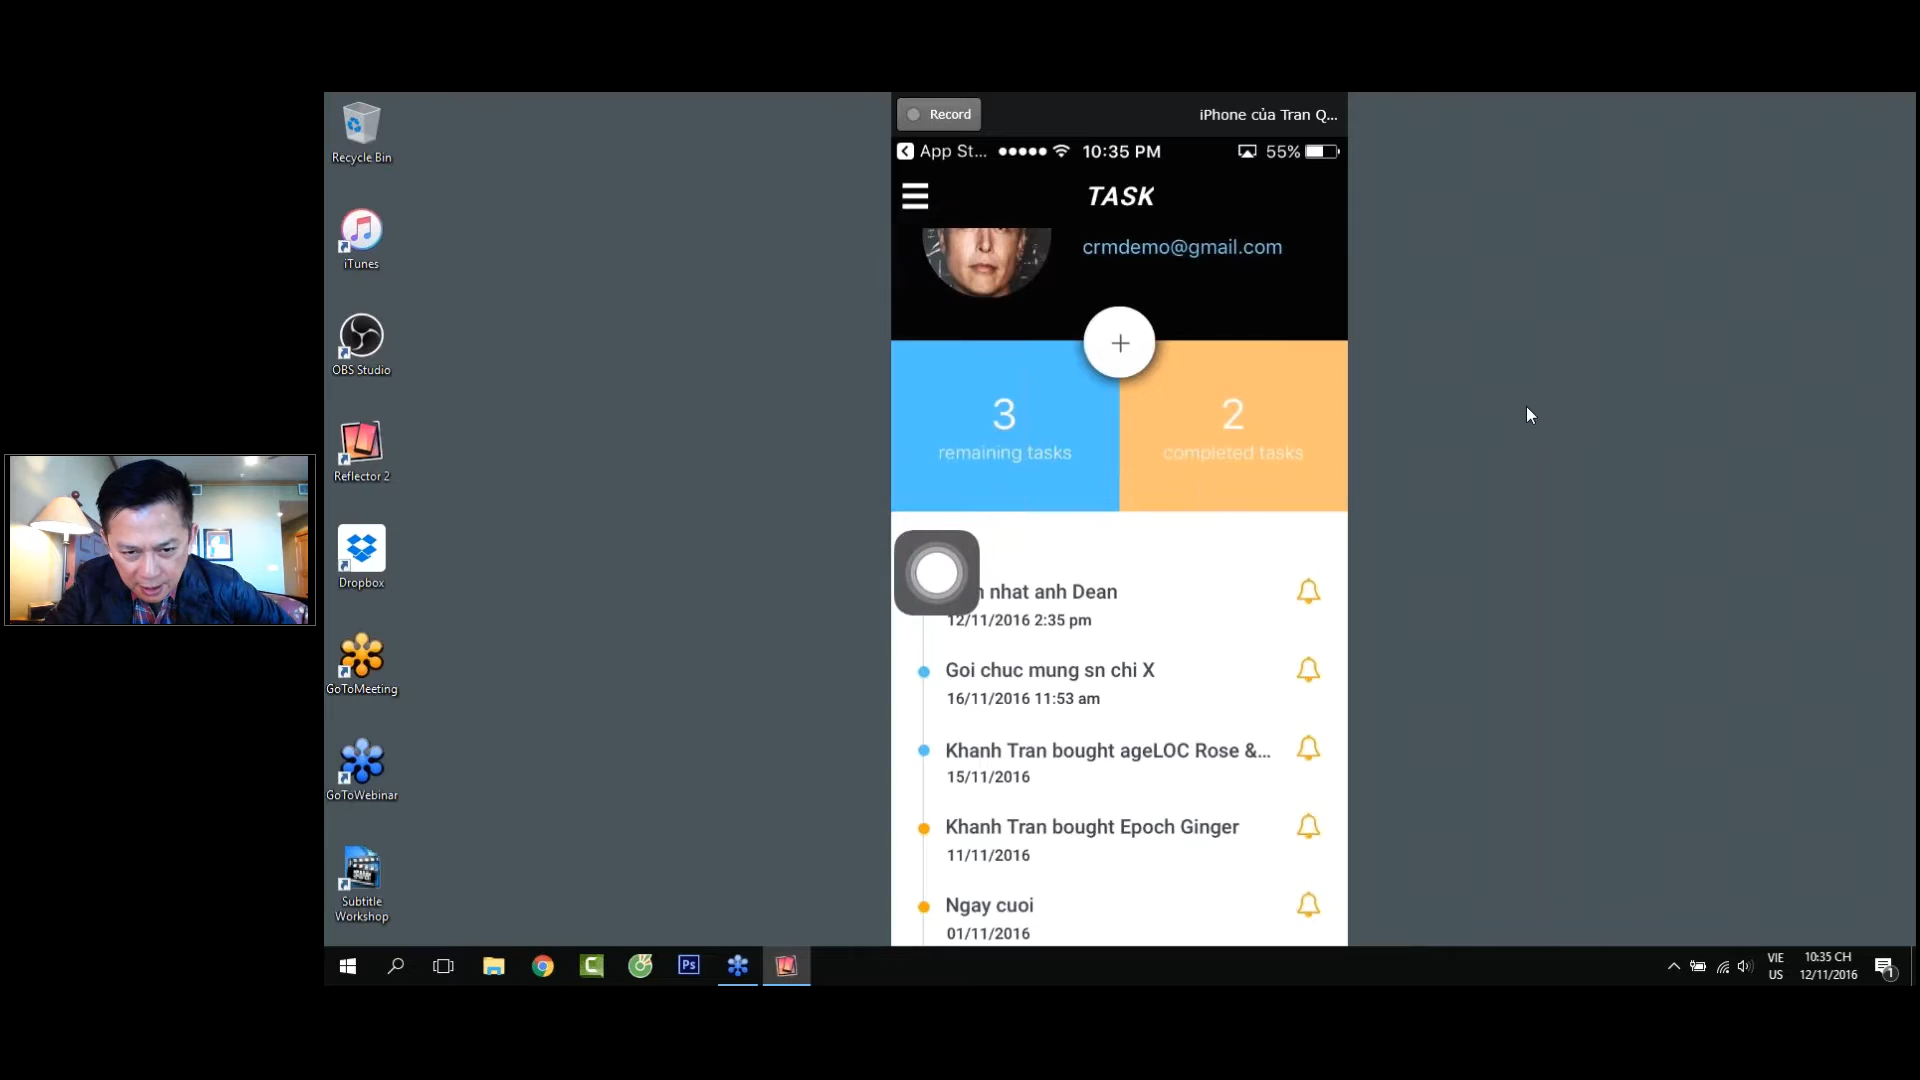 Recycle Bin
iTunes
OBS Studio
Reflector 2
Dropbox
GoToMeeting
GoToWebinar
Subtitle
Workshop
Record
iPhone của Tran Q...
App St...
10:35 PM
55%
TASK
crmdemo@gmail.com
+
3
remaining tasks
2
completed tasks
nhat anh Dean
12/11/2016 2:35 pm
Goi chuc mung sn chi X
16/11/2016 11:53 am
Khanh Tran bought ageLOC Rose &...
15/11/2016
Khanh Tran bought Epoch Ginger
11/11/2016
Ngay cuoi
01/11/2016
Ps
VIE
US
10:35 CH
12/11/2016
1